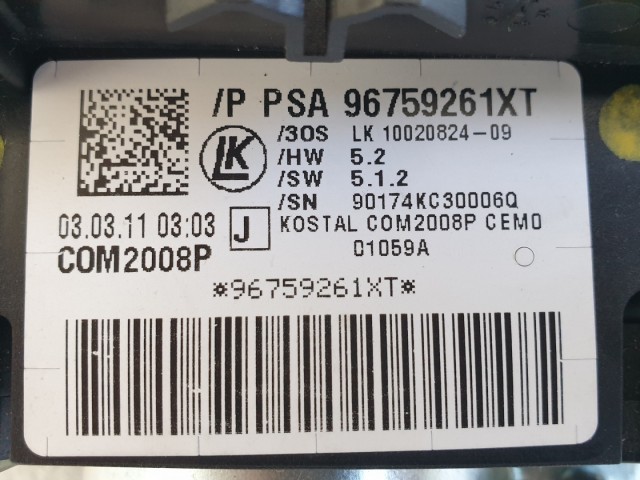 /P PSA 96759261XT
/3OS LK 10020824-09
LK
/HW 5.2
/SW 5.1.2
/SN 90174KC30006Q
03.03.11 03:03 J KOSTAL COM2008P CEM0
01059A
COM2008P
*96759261XT*